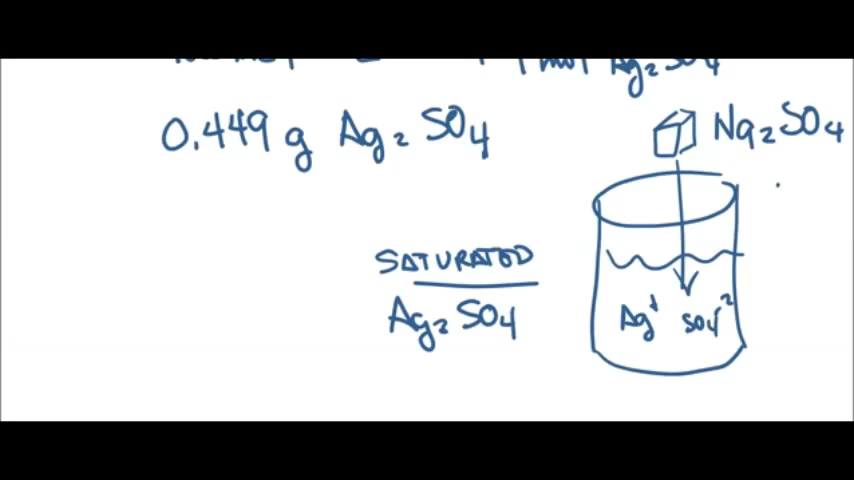 1 mol Ag₂SO₄
0.449 g Ag₂SO₄
Na₂SO₄
SATURATED
Ag₂SO₄
Ag⁺ SO₄⁻²